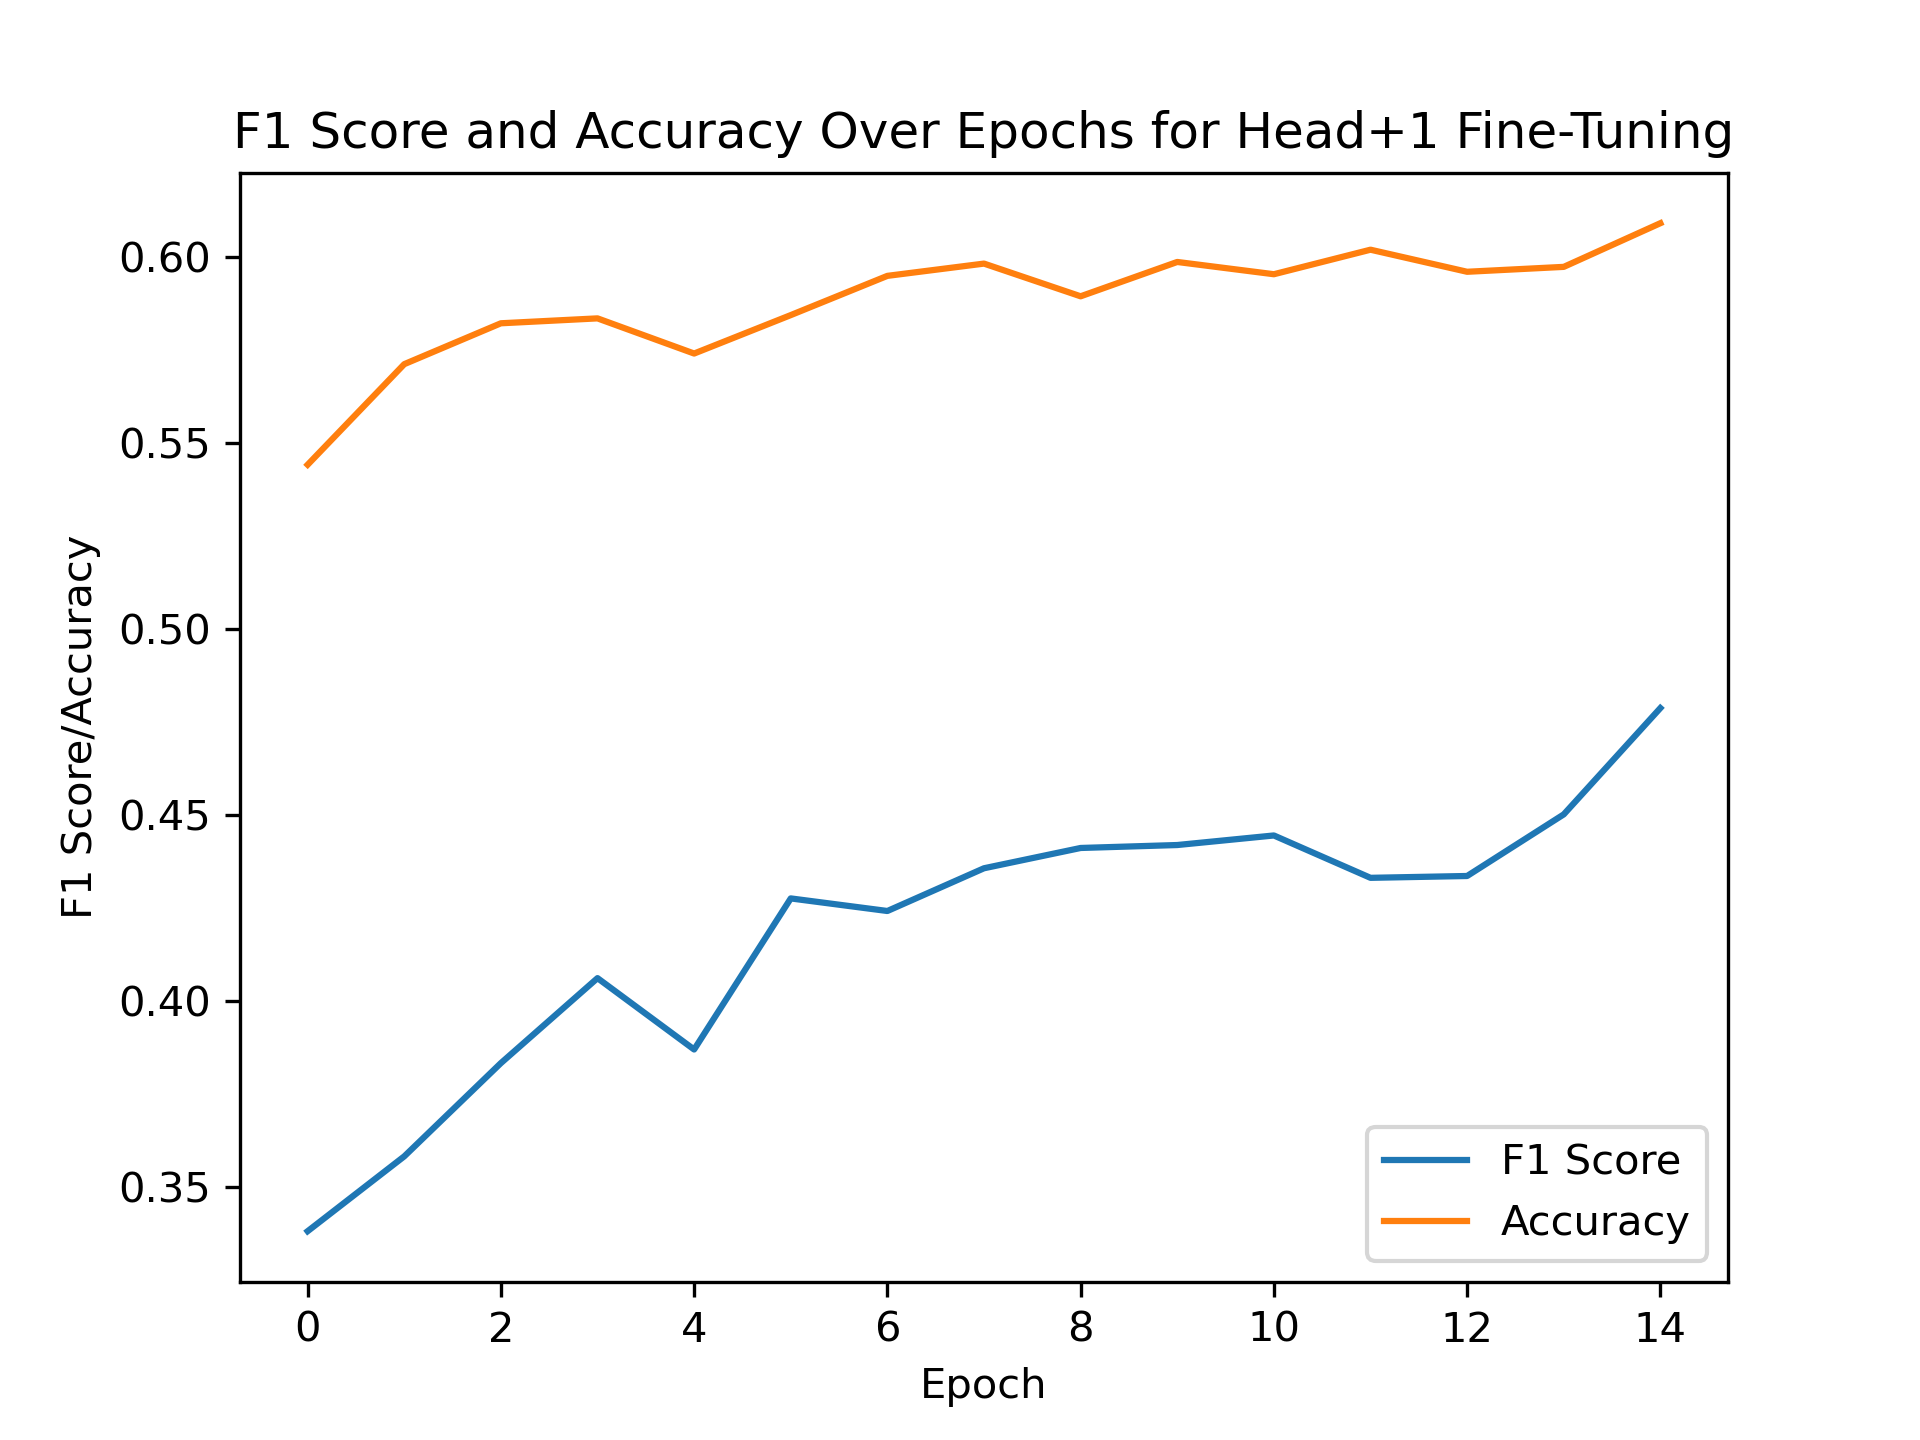 F1 Score and Accuracy Over Epochs for Head+1 Fine-Tuning
F1 Score/Accuracy
0.60
0.55
0.50
0.45
0.40
0.35
F1 Score
Accuracy
0 2 4 6 8 10 12 14
Epoch